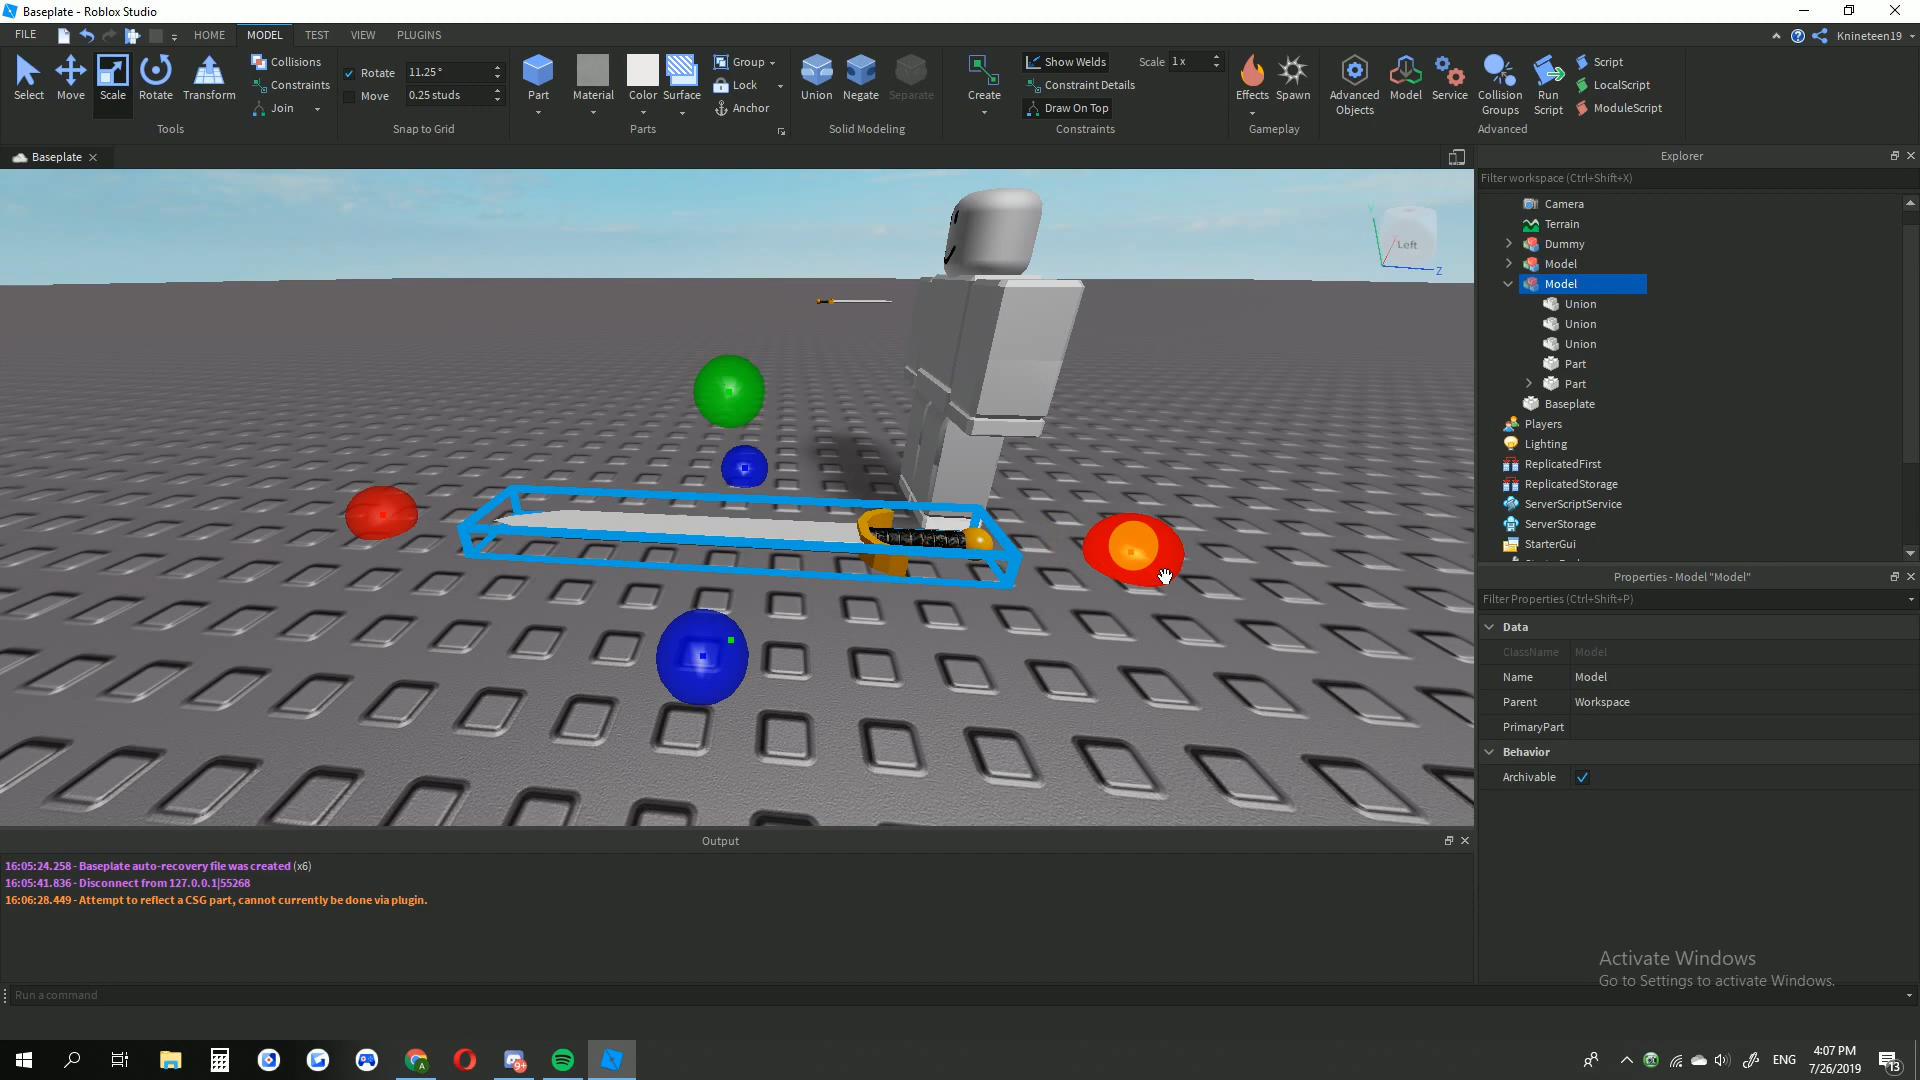 Baseplate - Roblox Studio
FILE HOME MODEL TEST VIEW PLUGINS Knineteen19
Select Move Scale Rotate Transform
Collisions
Constraints
Join
Tools
Rotate 11.25°
Move 0.25 studs
Snap to Grid
Part Material Color Surface
Group
Lock
Anchor
Parts
Union Negate Separate
Solid Modeling
Create
Show Welds Scale 1 x
Constraint Details
Draw On Top
Constraints
Effects Spawn
Gameplay
Advanced Objects
Model Service
Collision Groups
Run Script
Script
LocalScript
ModuleScript
Advanced
Baseplate
Left
Y
Z
Explorer
Filter workspace (Ctrl+Shift+X)
Camera
Terrain
Dummy
Model
Model
Union
Union
Union
Part
Part
Baseplate
Players
Lighting
ReplicatedFirst
ReplicatedStorage
ServerScriptService
ServerStorage
StarterGui
Properties - Model "Model"
Filter Properties (Ctrl+Shift+P)
Data
ClassName Model
Name Model
Parent Workspace
PrimaryPart
Behavior
Archivable
Output
16:05:24.258 - Baseplate auto-recovery file was created (x6)
16:05:41.836 - Disconnect from 127.0.0.1|55268
16:06:28.449 - Attempt to reflect a CSG part, cannot currently be done via plugin.
Activate Windows
Go to Settings to activate Windows.
Run a command
A
9+
ENG
4:07 PM
7/26/2019
13